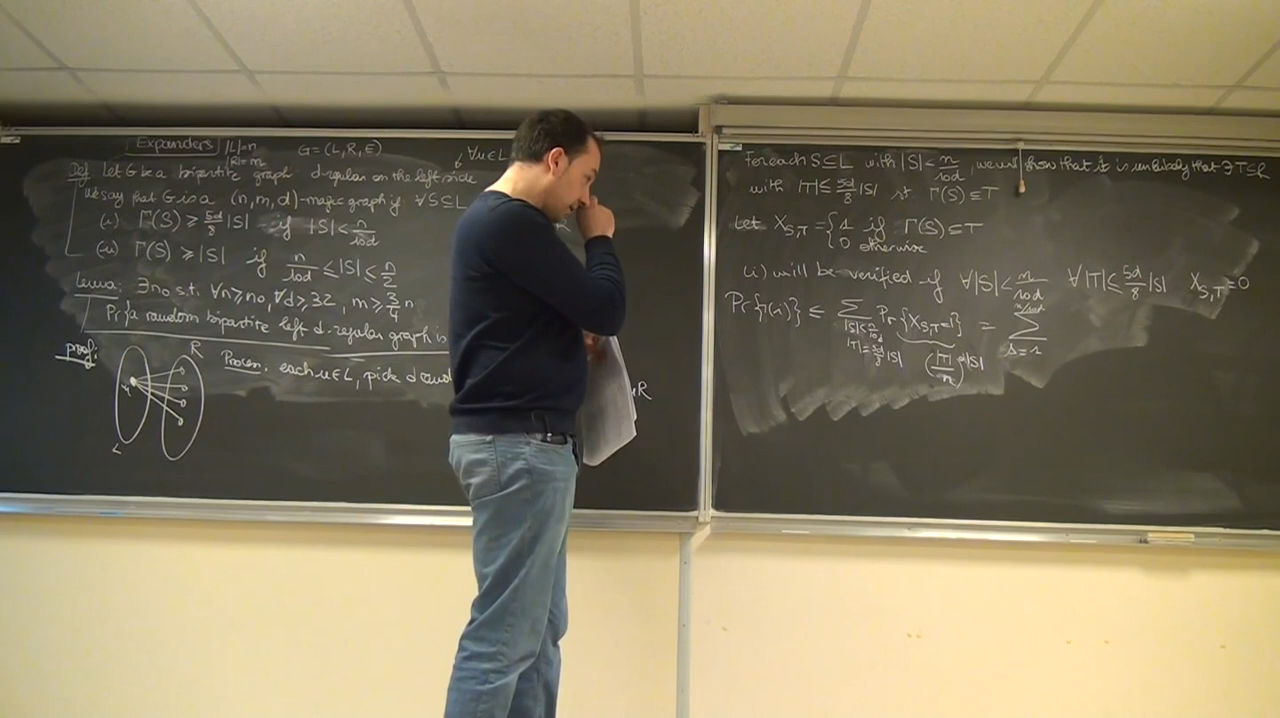 Expanders |L|=n G=(L,R,E)
|R|=m
∀u∈L
Def Let G be a bipartite graph d-regular on the left side
We say that G is a (n,m,d)-magic graph if ∀S⊆L
(i) Γ(S) ≥ 5d/8 |S| if |S| < n/10d
(ii) Γ(S) ≥ |S| if n/10d ≤ |S| ≤ n/2
Lemma: ∃ no s.t. ∀n≥no, ∀d≥32, m≥3/4 n
Pr{a random bipartite left d-regular graph is
proof:
R
u
L
Process. each u∈L, pick d
R
For each S⊆L with |S|<n/10d, we will show that it is unlikely that ∃T⊆R
with |T|≤5d/8 |S| s.t. Γ(S)⊆T
Let X_{S,T} = { 1 if Γ(S)⊆T
0 otherwise
(i) will be verified if ∀|S|<n/10d ∀|T|≤5d/8 |S| X_{S,T}=0
Pr{¬(i)} ≤ Σ Pr{X_{S,T}=1} = Σ
n/10d
|S|≤n/10d
s=1
|T|=5d/8 |S|
(|T|/n)^{d|S|}